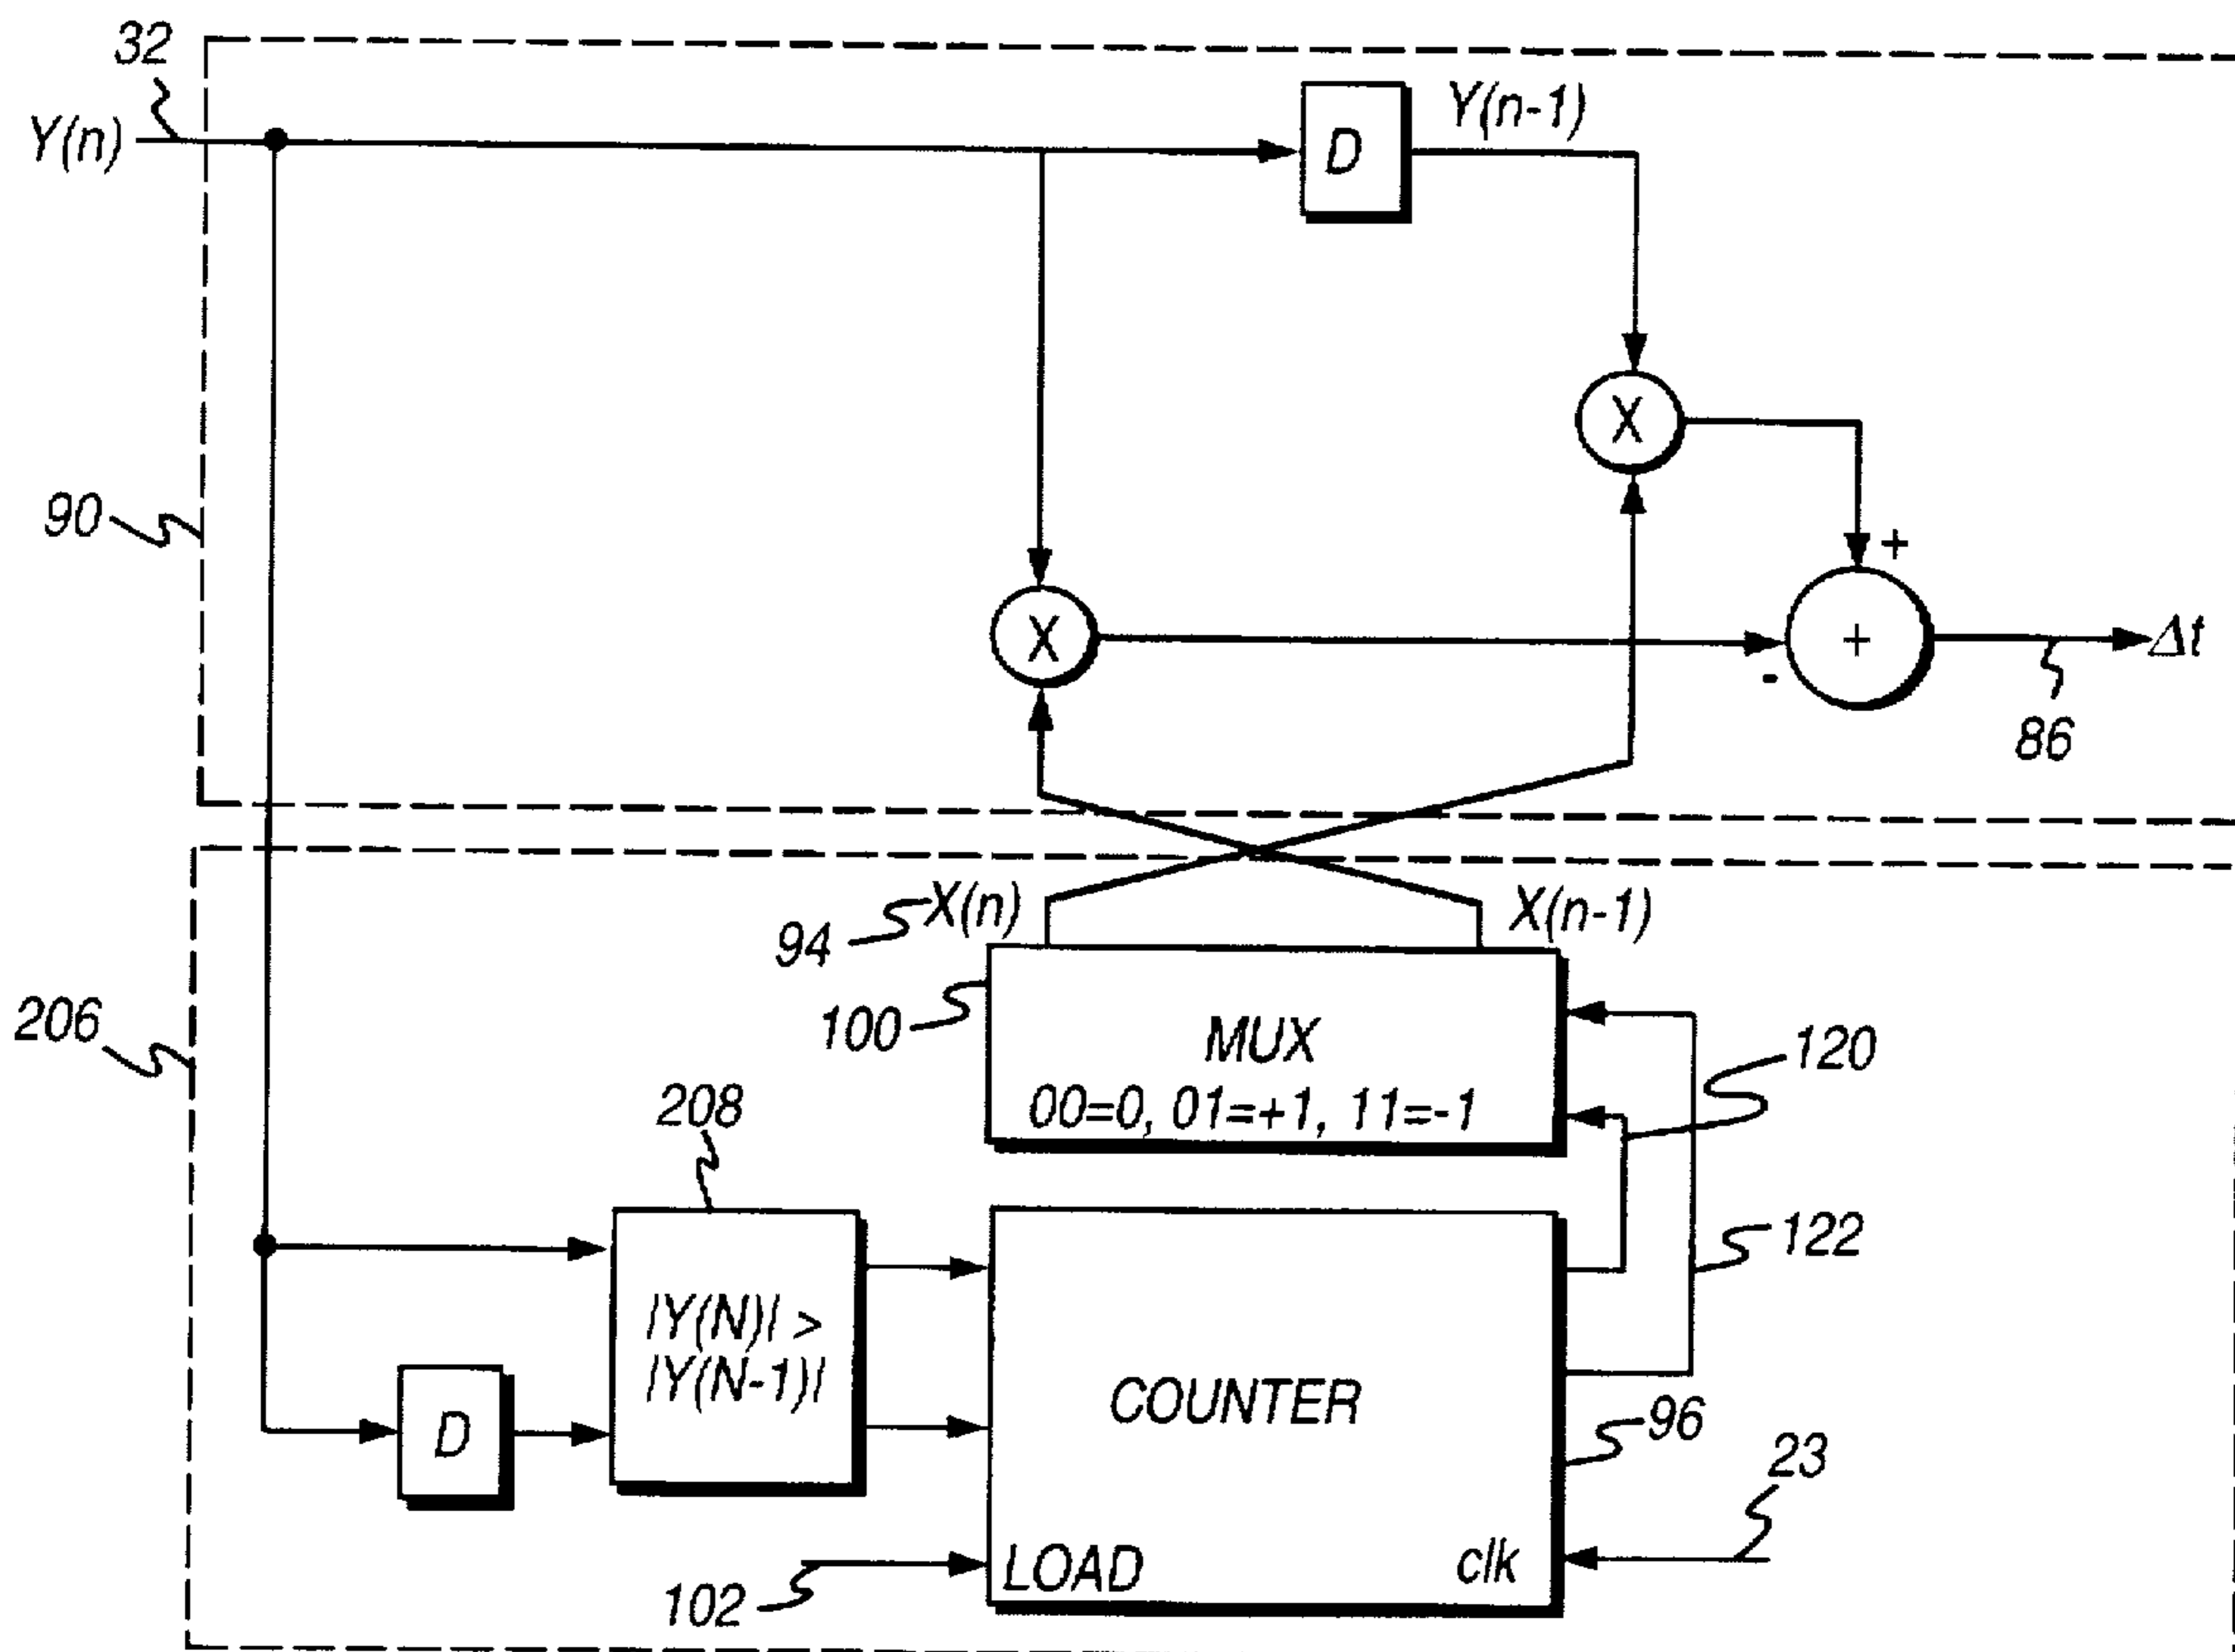 32
Y(n)
D
Y(n-1)
X
90
X
+
+
-
Δt
86
X(n)
X(n-1)
94
100
MUX
00=0, 01=+1, 11=-1
120
206
208
122
|Y(N)| >
|Y(N-1)|
D
COUNTER
96
23
LOAD
clk
102